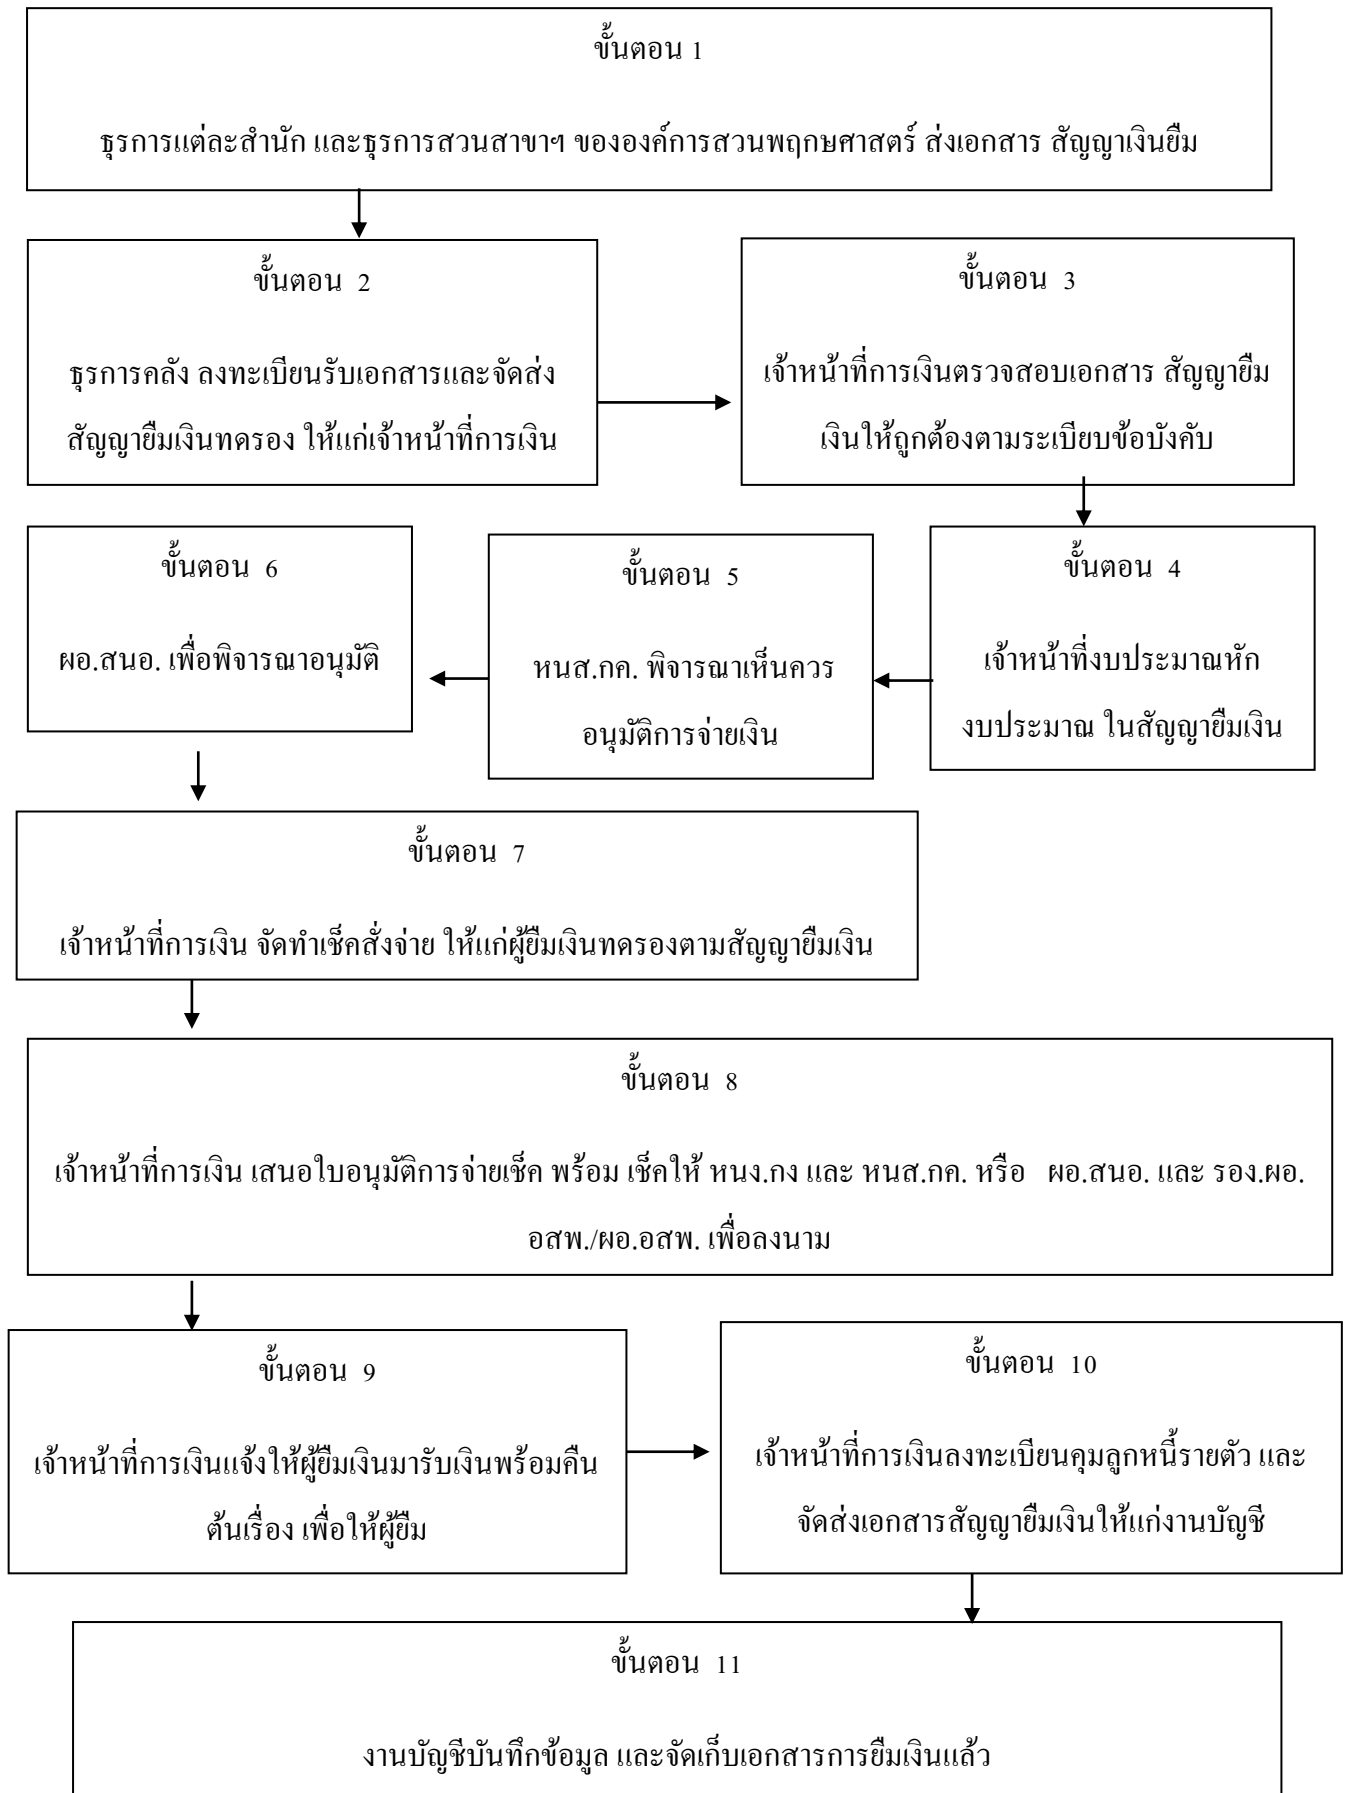 ขั้นตอน 1
ธุรการแต่ละสำนัก และธุรการสวนสาขาฯ ขององค์การสวนพฤกษศาสตร์ ส่งเอกสาร สัญญาเงินยืม
ขั้นตอน 2
ธุรการคลัง ลงทะเบียนรับเอกสารและจัดส่ง
สัญญายืมเงินทดรอง ให้แก่เจ้าหน้าที่การเงิน
ขั้นตอน 3
เจ้าหน้าที่การเงินตรวจสอบเอกสาร สัญญายืม
เงินให้ถูกต้องตามระเบียบข้อบังคับ
ขั้นตอน 4
เจ้าหน้าที่งบประมาณหัก
งบประมาณ ในสัญญายืมเงิน
ขั้นตอน 5
หนส.กค. พิจารณาเห็นควร
อนุมัติการจ่ายเงิน
ขั้นตอน 6
ผอ.สนอ. เพื่อพิจารณาอนุมัติ
ขั้นตอน 7
เจ้าหน้าที่การเงิน จัดทำเช็คสั่งจ่าย ให้แก่ผู้ยืมเงินทดรองตามสัญญายืมเงิน
ขั้นตอน 8
เจ้าหน้าที่การเงิน เสนอใบอนุมัติการจ่ายเช็ค พร้อม เช็คให้ หนง.กง และ หนส.กค. หรือ ผอ.สนอ. และ รอง.ผอ.
อสพ./ผอ.อสพ. เพื่อลงนาม
ขั้นตอน 9
เจ้าหน้าที่การเงินแจ้งให้ผู้ยืมเงินมารับเงินพร้อมคืน
ต้นเรื่อง เพื่อให้ผู้ยืม
ขั้นตอน 10
เจ้าหน้าที่การเงินลงทะเบียนคุมลูกหนี้รายตัว และ
จัดส่งเอกสารสัญญายืมเงินให้แก่งานบัญชี
ขั้นตอน 11
งานบัญชีบันทึกข้อมูล และจัดเก็บเอกสารการยืมเงินแล้ว